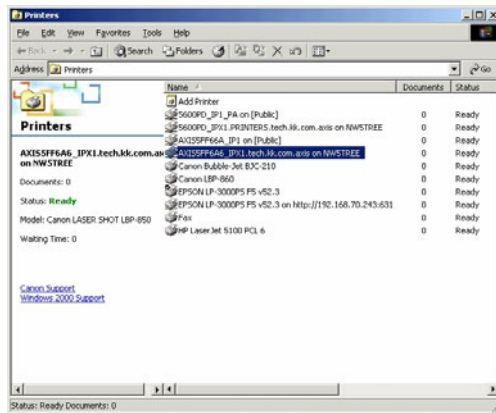 Printers
File Edit View Favorites Tools Help
Back Search Folders
Address Printers Go
Name Documents Status
Add Printer
5600PD_IP1_PA on [Public] 0 Ready
5600PD_IPX1.PRINTERS.tech.kk.com.axis on NW5TREE 0 Ready
AXIS5FF66A_IP1 on [Public] 0 Ready
AXIS5FF6A6_IPX1.tech.kk.com.axis on NW5TREE 0 Ready
Canon Bubble-Jet BJC-210 0 Ready
Canon LBP-860 0 Ready
EPSON LP-3000PS F5 v52.3 0 Ready
EPSON LP-3000PS F5 v52.3 on http://192.168.70.243:631 0 Ready
Fax 0 Ready
HP LaserJet 5100 PCL 6 0 Ready
Printers
AXIS5FF6A6_IPX1.tech.kk.com.ax
on NW5TREE
Documents: 0
Status: Ready
Model: Canon LASER SHOT LBP-850
Waiting Time: 0
Canon Support
Windows 2000 Support
Status: Ready Documents: 0